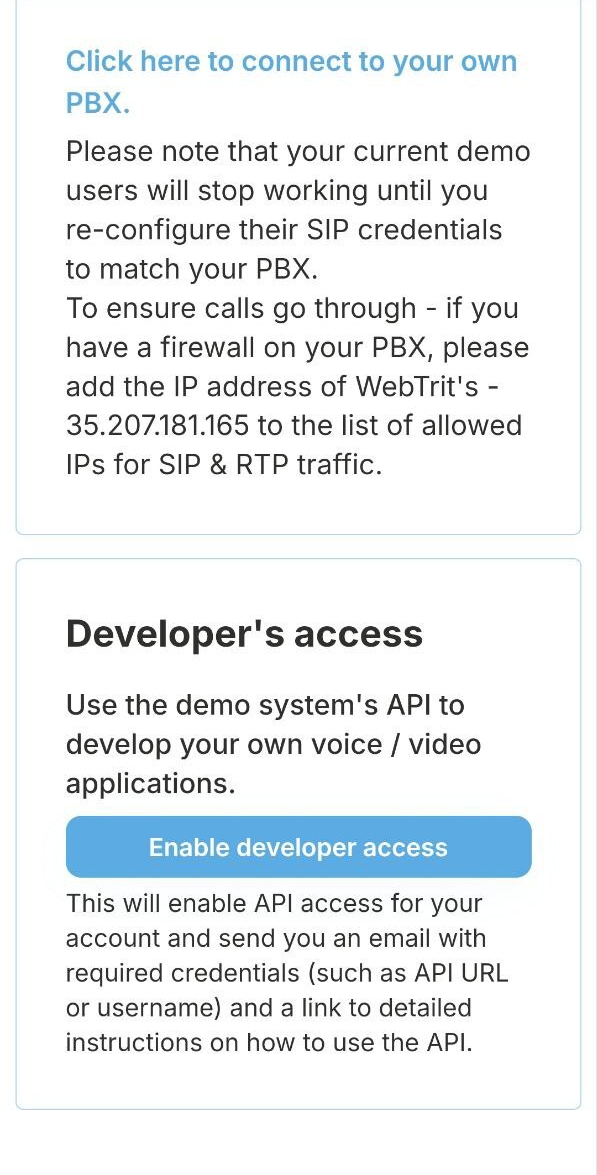 Click here to connect to your own
PBX.
Please note that your current demo
users will stop working until you
re-configure their SIP credentials
to match your PBX.
To ensure calls go through - if you
have a firewall on your PBX, please
add the IP address of WebTrit's -
35.207.181.165 to the list of allowed
IPs for SIP & RTP traffic.
Developer's access
Use the demo system's API to
develop your own voice / video
applications.
Enable developer access
This will enable API access for your
account and send you an email with
required credentials (such as API URL
or username) and a link to detailed
instructions on how to use the API.